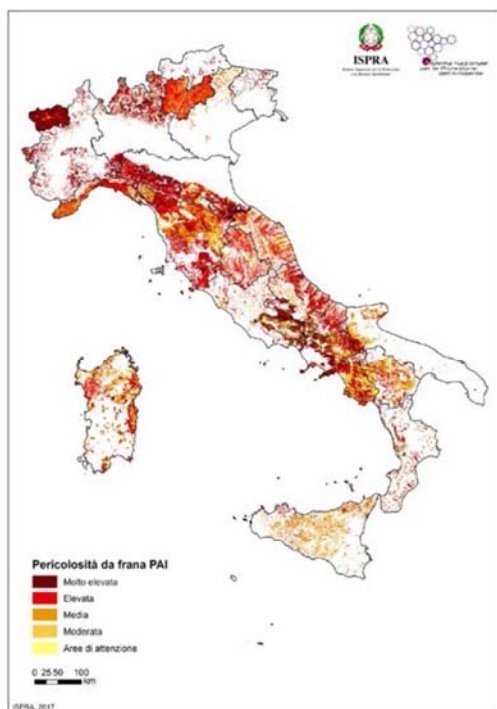 ISPRA
Pericolosità da frana PAI
Molto elevata
Elevata
Media
Moderata
Aree di attenzione
0 25 50 100
km
ISPRA, 2017